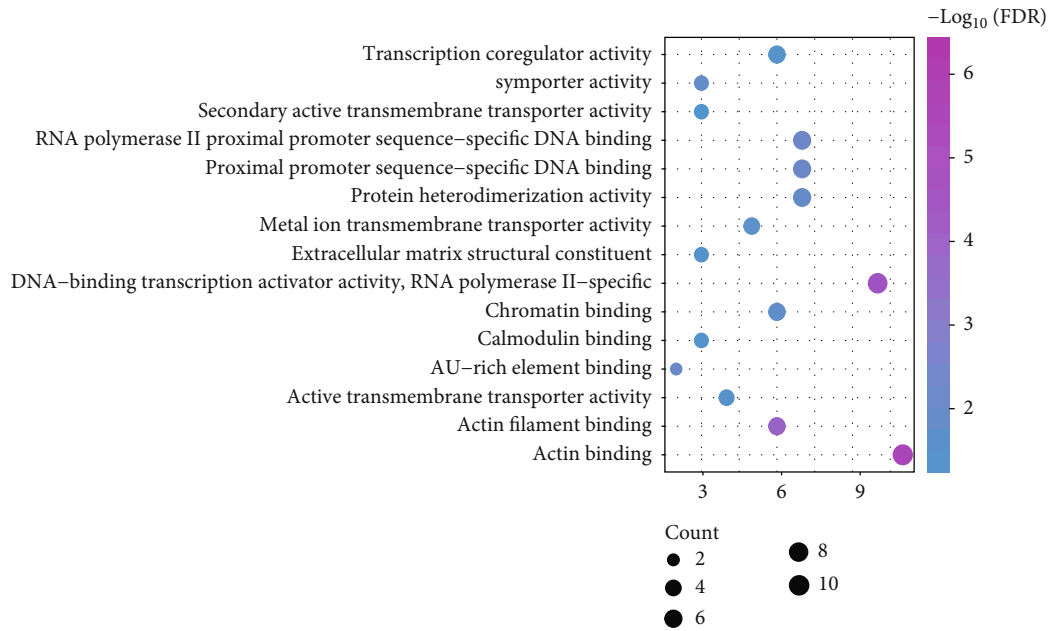 −Log10 (FDR)
Transcription coregulator activity
symporter activity
Secondary active transmembrane transporter activity
RNA polymerase II proximal promoter sequence−specific DNA binding
Proximal promoter sequence−specific DNA binding
Protein heterodimerization activity
Metal ion transmembrane transporter activity
Extracellular matrix structural constituent
DNA−binding transcription activator activity, RNA polymerase II−specific
Chromatin binding
Calmodulin binding
AU−rich element binding
Active transmembrane transporter activity
Actin filament binding
Actin binding
6
5
4
3
2
3 6 9
Count
2 8
4 10
6